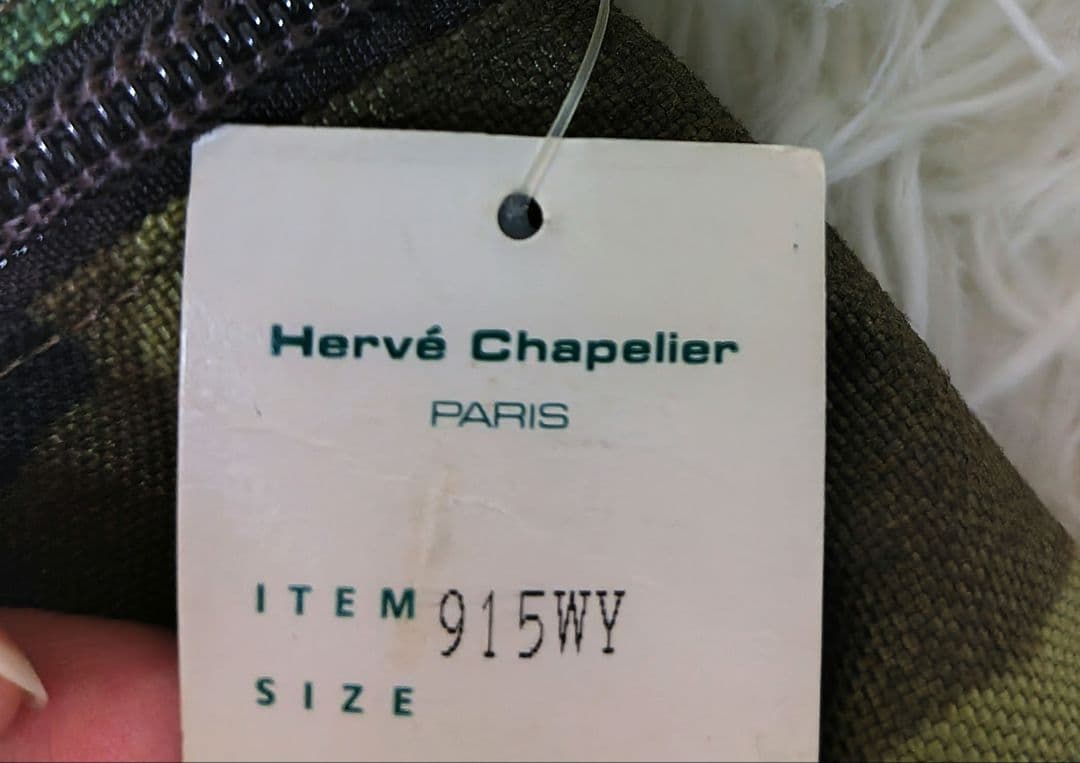 Hervé Chapelier
PARIS
ITEM 915WY
SIZE